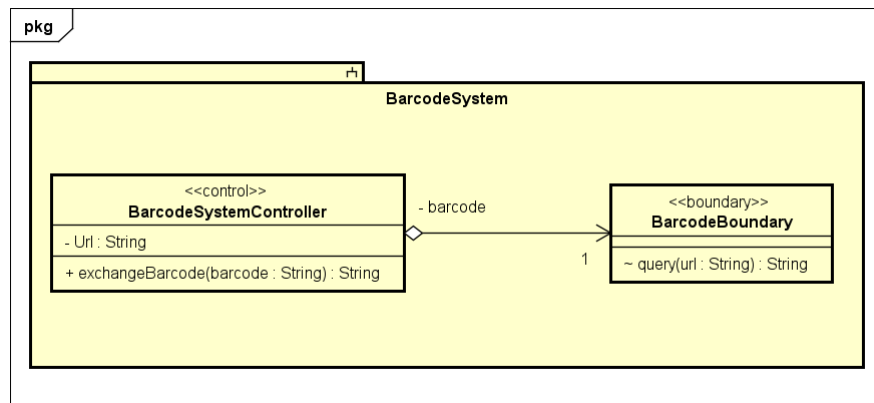 pkg
BarcodeSystem
<<control>>
BarcodeSystemController
- Url : String
+ exchangeBarcode(barcode : String) : String
- barcode
1
<<boundary>>
BarcodeBoundary
~ query(url : String) : String